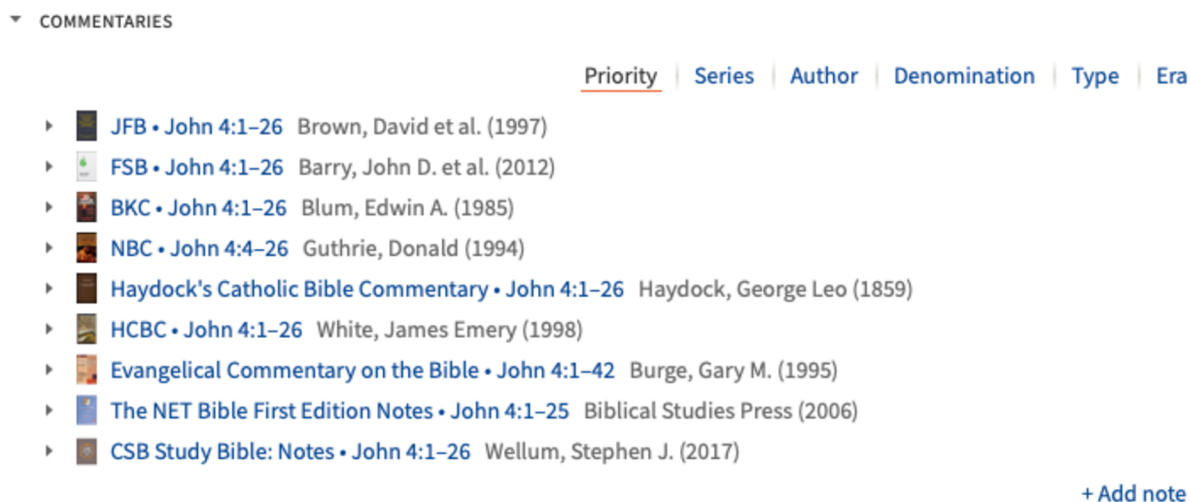 COMMENTARIES
Priority Series Author Denomination Type Era
JFB • John 4:1–26 Brown, David et al. (1997)
FSB • John 4:1–26 Barry, John D. et al. (2012)
BKC • John 4:1–26 Blum, Edwin A. (1985)
NBC • John 4:4–26 Guthrie, Donald (1994)
Haydock's Catholic Bible Commentary • John 4:1–26 Haydock, George Leo (1859)
HCBC • John 4:1–26 White, James Emery (1998)
Evangelical Commentary on the Bible • John 4:1–42 Burge, Gary M. (1995)
The NET Bible First Edition Notes • John 4:1–25 Biblical Studies Press (2006)
CSB Study Bible: Notes • John 4:1–26 Wellum, Stephen J. (2017)
+ Add note